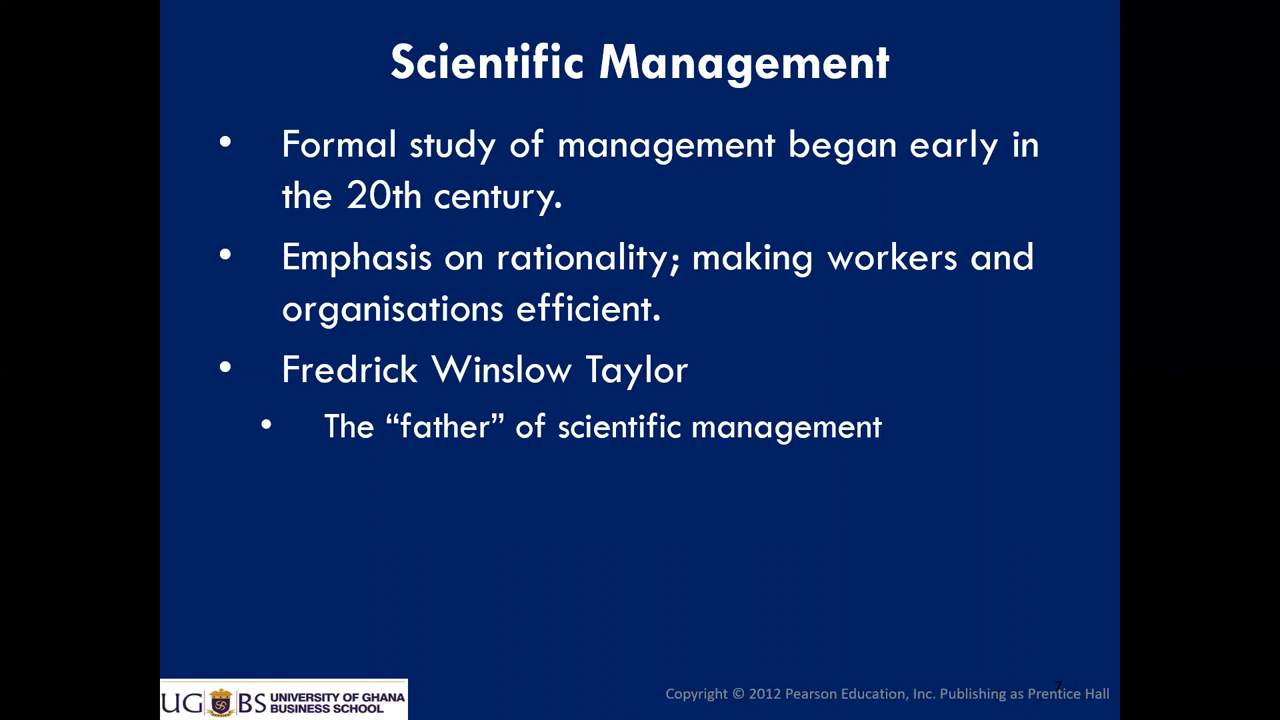 Scientific Management
• Formal study of management began early in
the 20th century.
• Emphasis on rationality; making workers and
organisations efficient.
• Fredrick Winslow Taylor
• The “father” of scientific management
UGBS UNIVERSITY OF GHANA
BUSINESS SCHOOL
7
Copyright © 2012 Pearson Education, Inc. Publishing as Prentice Hall